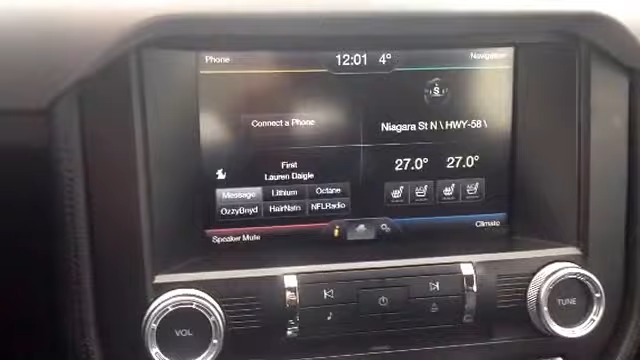 Phone 12:01 4° Navigation
S
Connect a Phone
Niagara St N \ HWY-58 \
27.0° 27.0°
First
Lauren Daigle
Message Lithium Octane
OzzyBnyd HairNatn NFLRadio
Speaker Mute Climate
VOL
TUNE